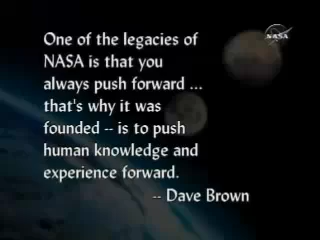 NASA
One of the legacies of
NASA is that you
always push forward ...
that's why it was
founded -- is to push
human knowledge and
experience forward.
-- Dave Brown